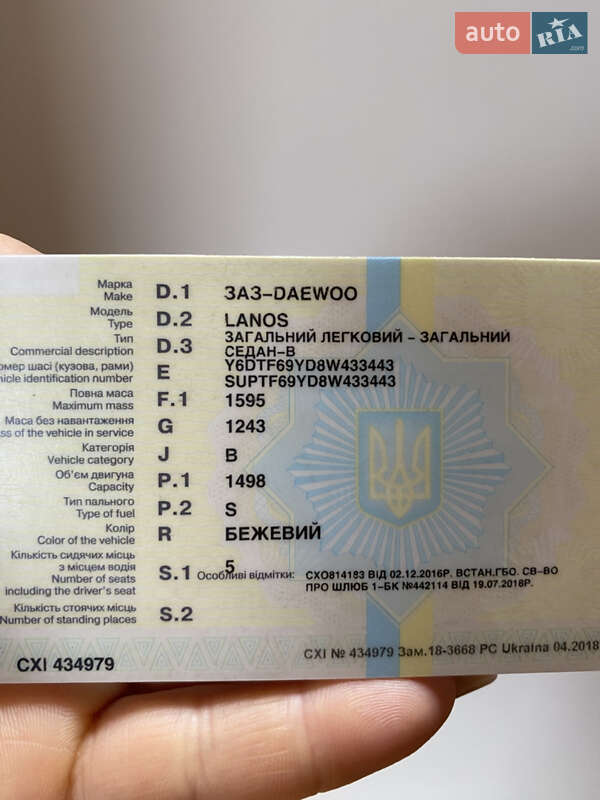 auto RIA .com
Марка D.1 ЗАЗ-DAEWOO
Make
Модель D.2 LANOS
Type
Тип D.3 ЗАГАЛЬНИЙ ЛЕГКОВИЙ - ЗАГАЛЬНИЙ
Commercial description СЕДАН-В
омер шасі (кузова, рами) E Y6DTF69YD8W433443
hicle identification number SUPTF69YD8W433443
Повна маса F.1 1595
Maximum mass
Маса без навантаження G 1243
ss of the vehicle in service
Категорія J B
Vehicle category
Об'єм двигуна P.1 1498
Capacity
Тип пального P.2 S
Type of fuel
Колір R БЕЖЕВИЙ
Color of the vehicle
Кількість сидячих місць
з місцем водія S.1 5
Number of seats
including the driver's seat
Особливі відмітки: СХО814183 ВІД 02.12.2016Р. ВСТАН.ГБО. СВ-ВО
ПРО ШЛЮБ 1-БК №442114 ВІД 19.07.2018Р.
Кількість стоячих місць S.2
Number of standing places
СХІ 434979
СХІ № 434979 Зам.18-3668 РС Ukraina 04.2018